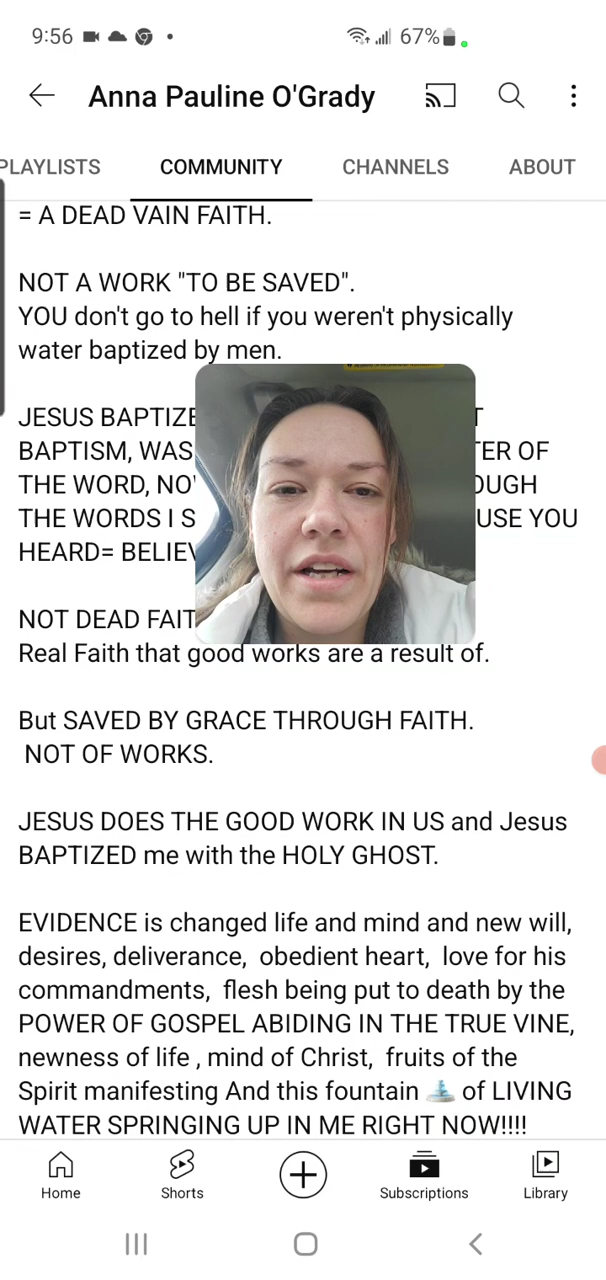 9:56 67%
Anna Pauline O'Grady
PLAYLISTS COMMUNITY CHANNELS ABOUT
= A DEAD VAIN FAITH.
NOT A WORK "TO BE SAVED".
YOU don't go to hell if you weren't physically
water baptized by men.
JESUS
BAPTISM, WAS OF
THE WORD,
THE WORDS I YOU
HEARD=
NOT DEAD
Real Faith that good works are a result of.
But SAVED BY GRACE THROUGH FAITH.
NOT OF WORKS.
JESUS DOES THE GOOD WORK IN US and Jesus
BAPTIZED me with the HOLY GHOST.
EVIDENCE is changed life and mind and new will,
desires, deliverance, obedient heart, love for his
commandments, flesh being put to death by the
POWER OF GOSPEL ABIDING IN THE TRUE VINE,
newness of life , mind of Christ, fruits of the
Spirit manifesting And this fountain ⛲ of LIVING
WATER SPRINGING UP IN ME RIGHT NOW!!!!
Home Shorts Subscriptions Library